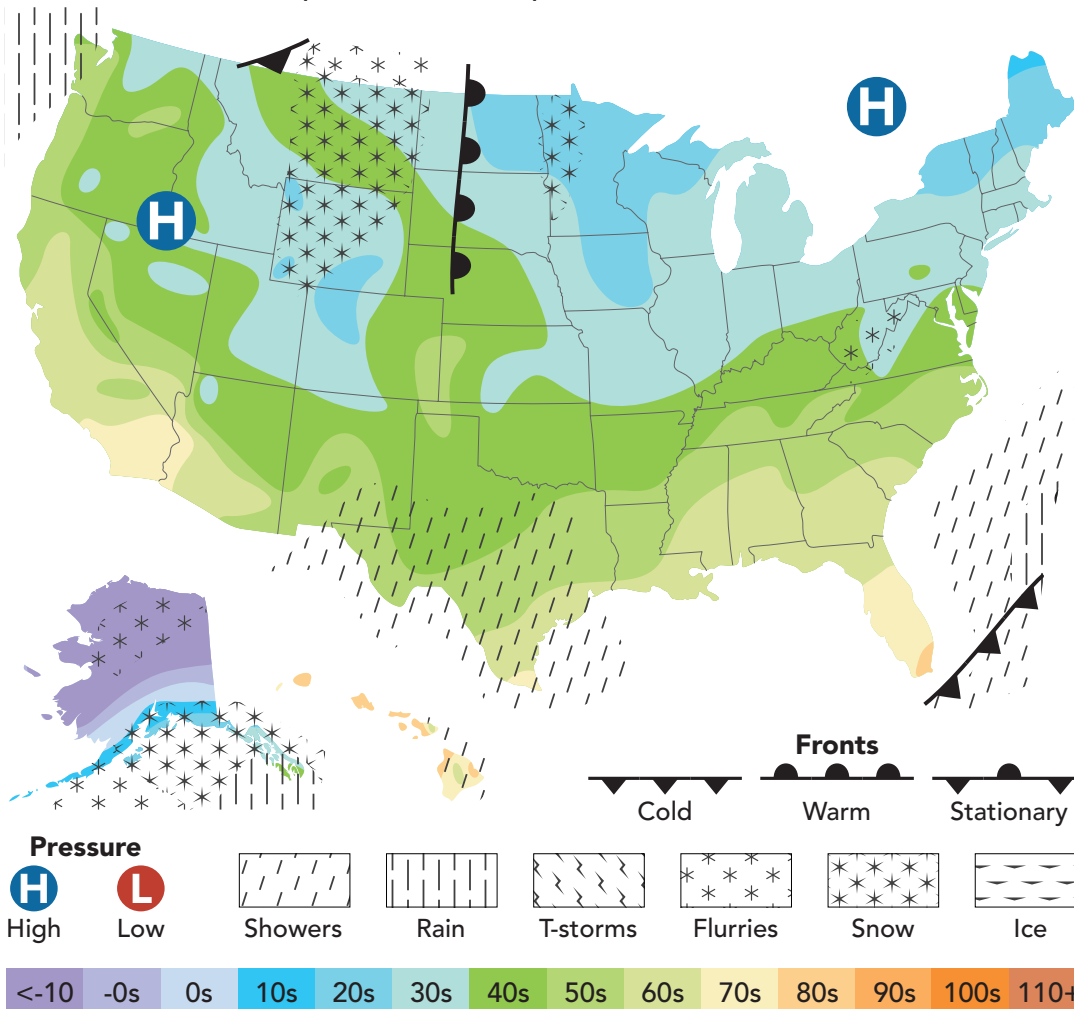 H
H
Fronts
Cold Warm Stationary
Pressure
H L
High Low Showers Rain T-storms Flurries Snow Ice
<-10 -0s 0s 10s 20s 30s 40s 50s 60s 70s 80s 90s 100s 110+